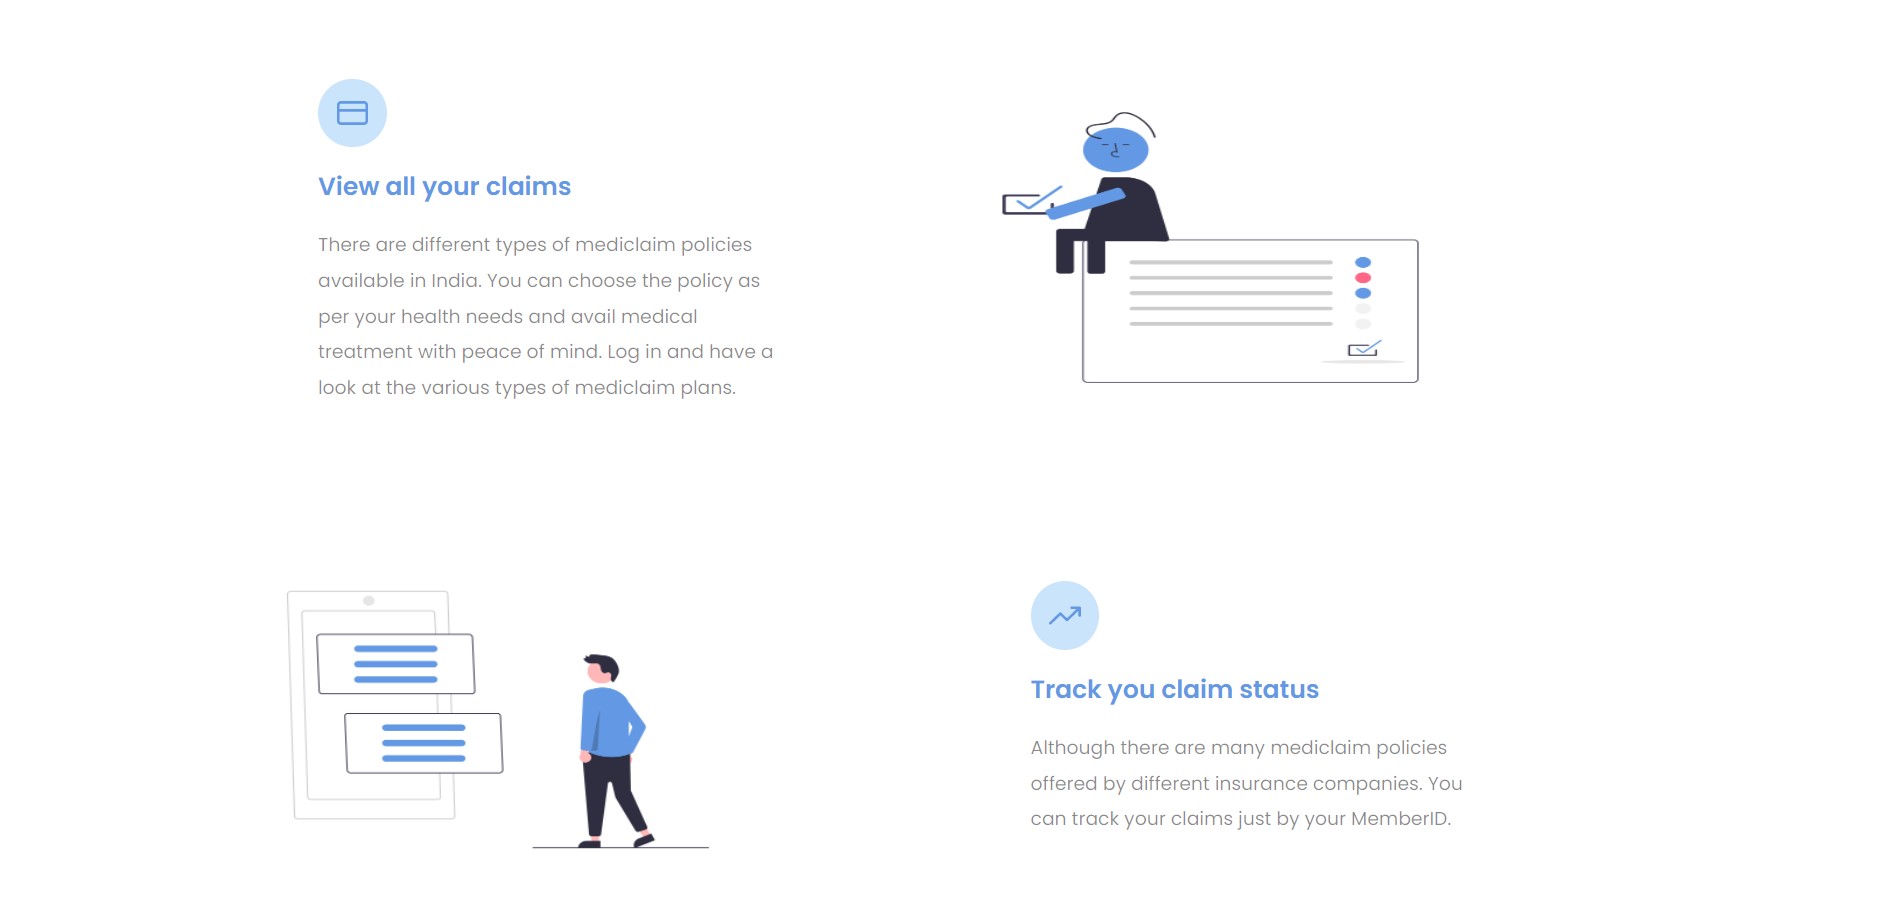 View all your claims
There are different types of mediclaim policies
available in India. You can choose the policy as
per your health needs and avail medical
treatment with peace of mind. Log in and have a
look at the various types of mediclaim plans.
Track you claim status
Although there are many mediclaim policies
offered by different insurance companies. You
can track your claims just by your MemberID.